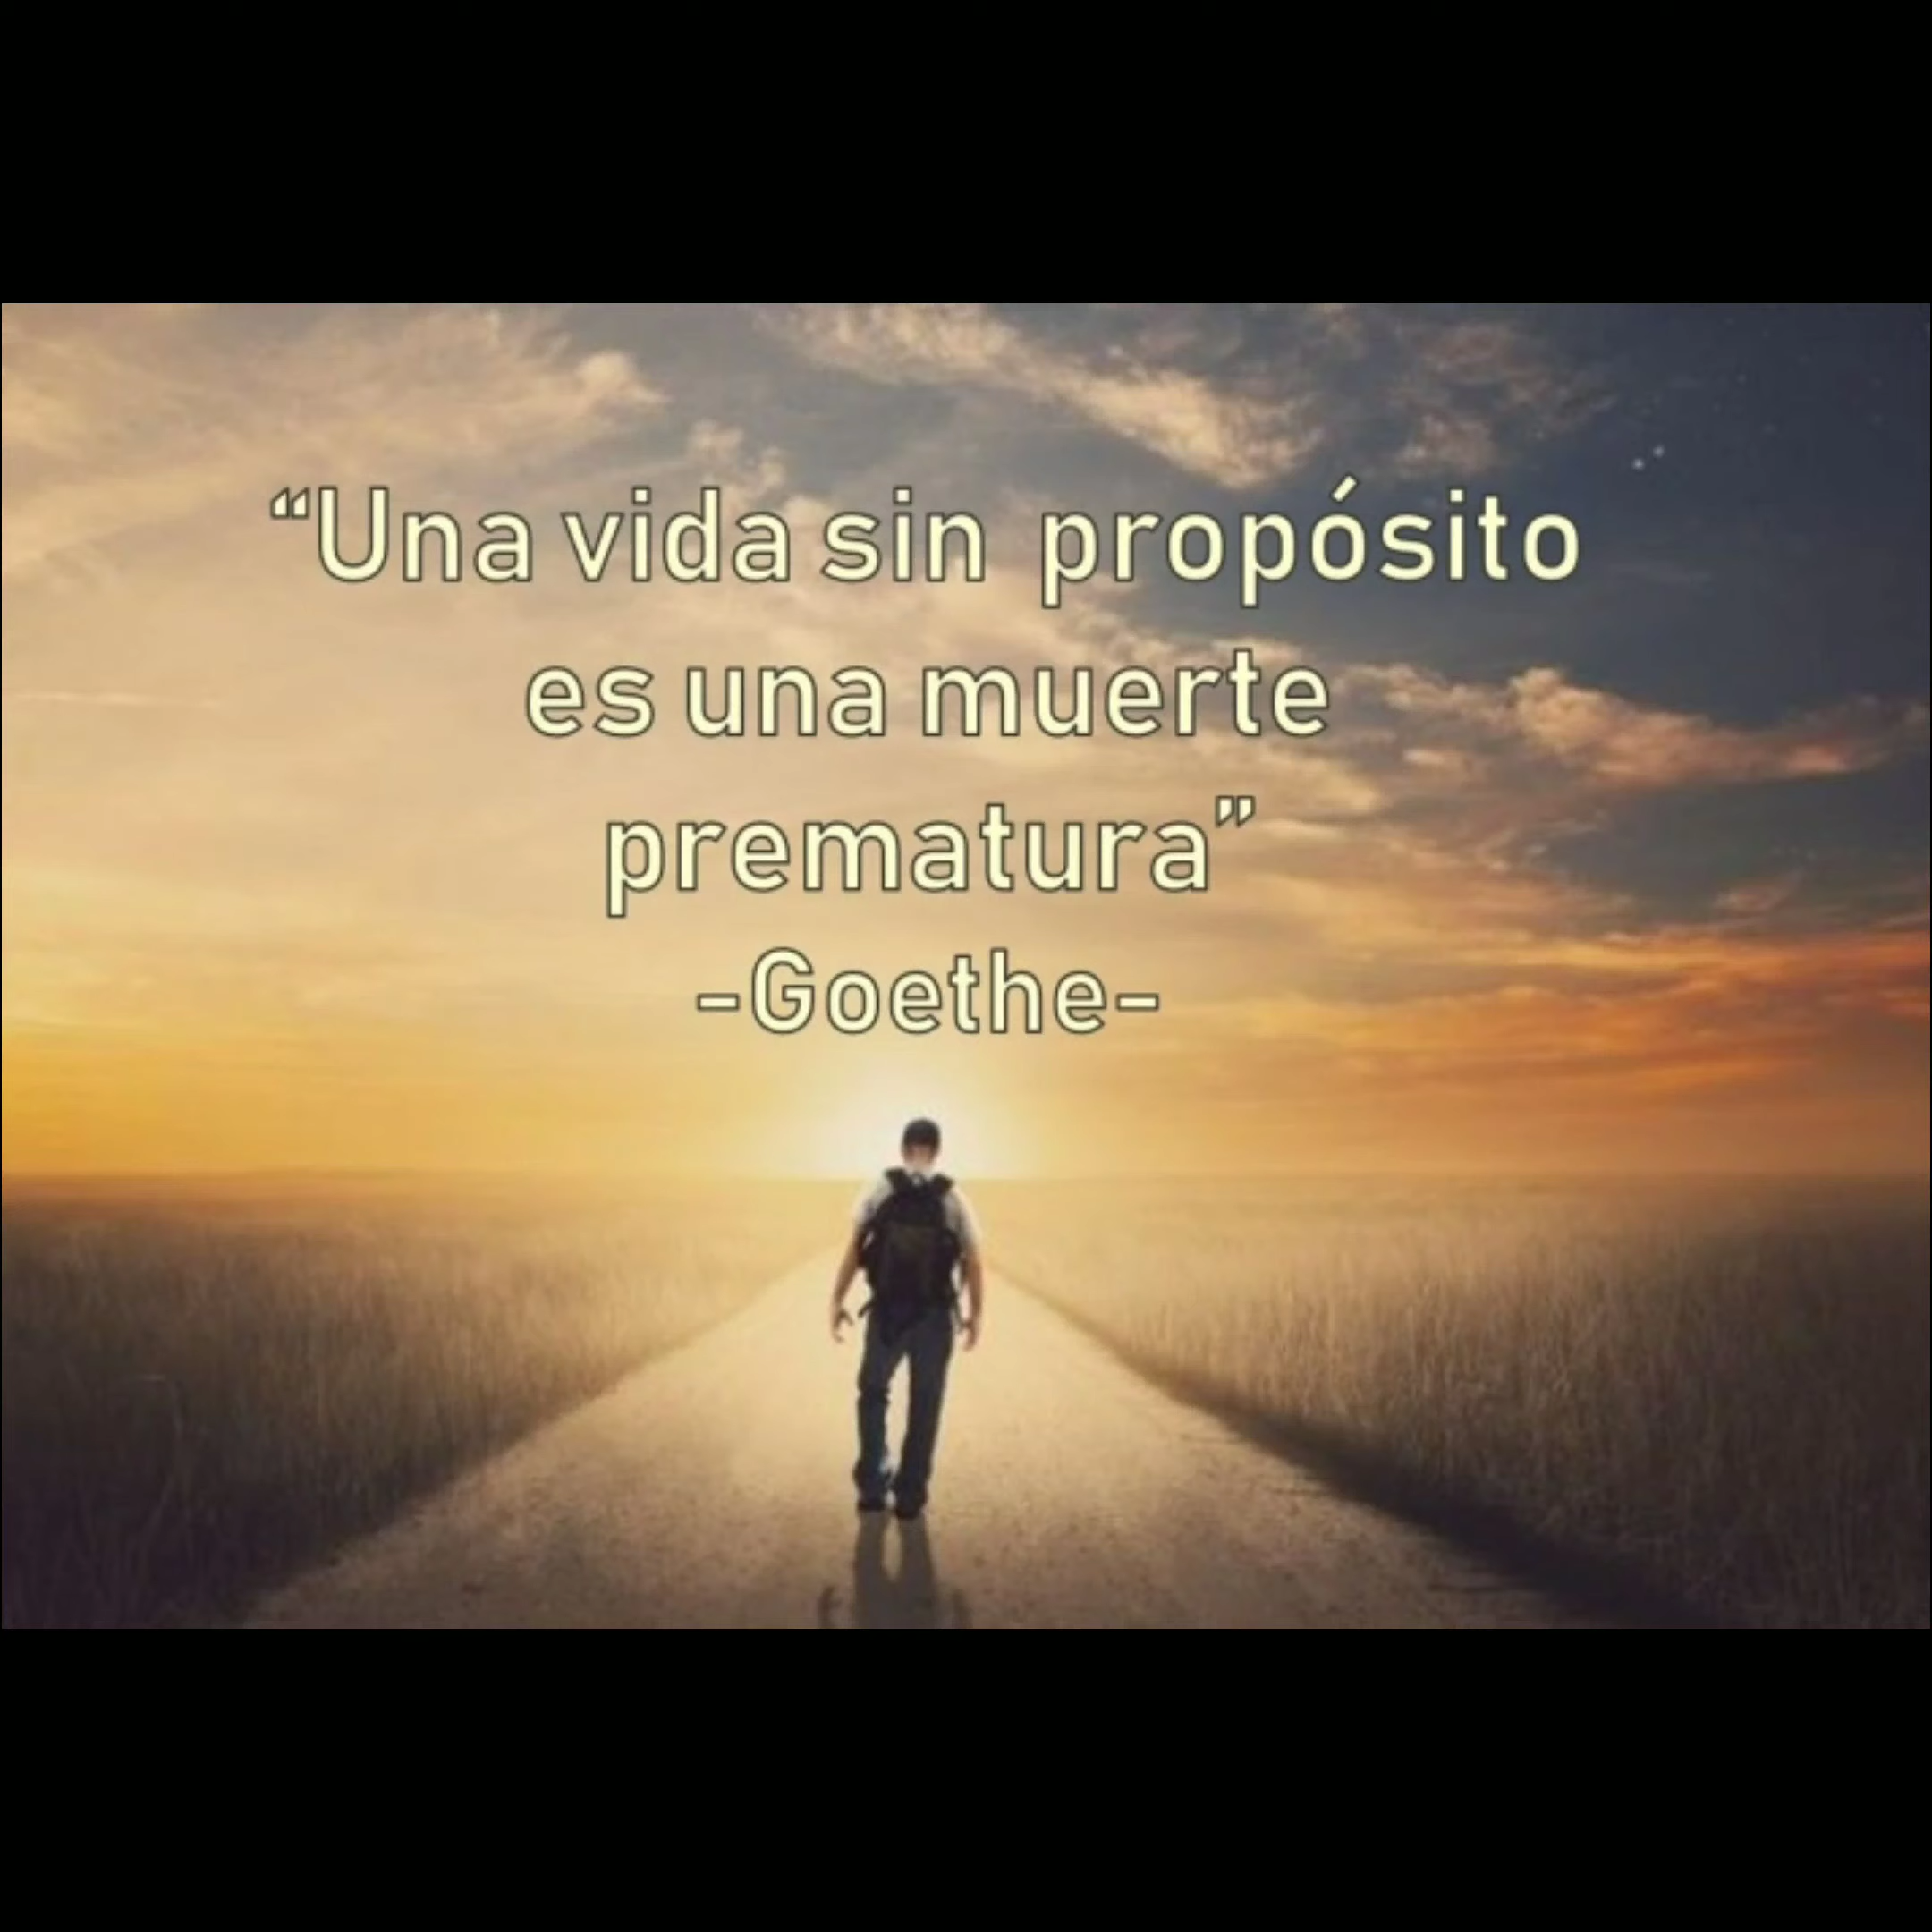 “Una vida sin propósito
es una muerte
prematura”
-Goethe-